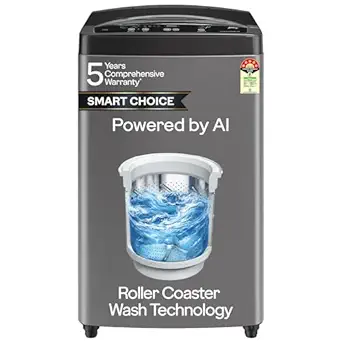 5 Years
Comprehensive
Warranty*
SMART CHOICE
Powered by AI
Roller Coaster
Wash Technology